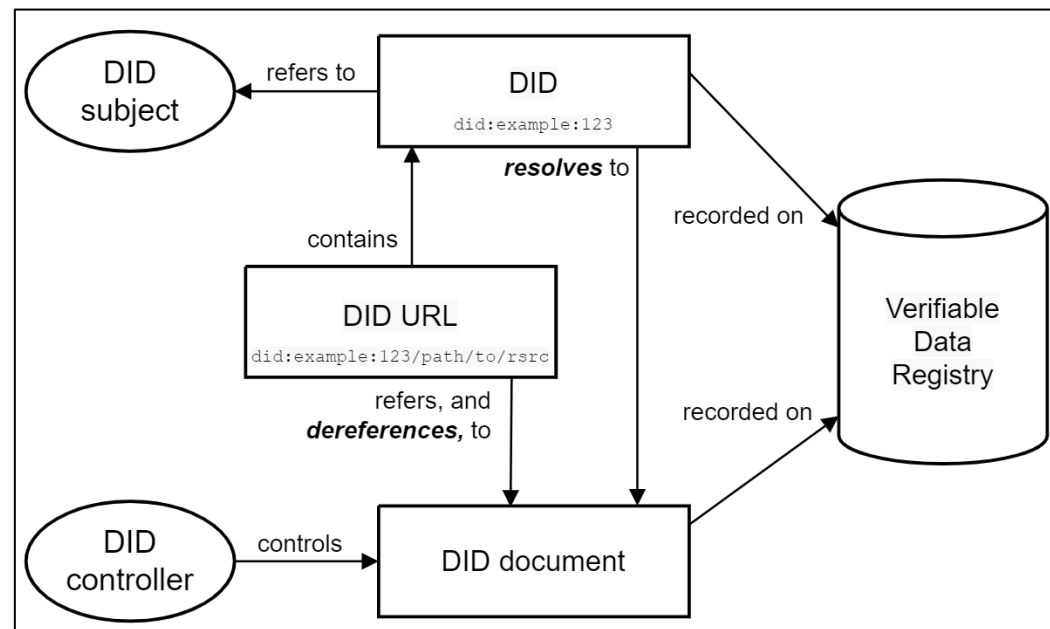 DID
subject
refers to
DID
did:example:123
resolves to
recorded on
contains
DID URL
did:example:123/path/to/rsrc
Verifiable
Data
Registry
refers, and
dereferences, to
recorded on
DID
controller
controls
DID document